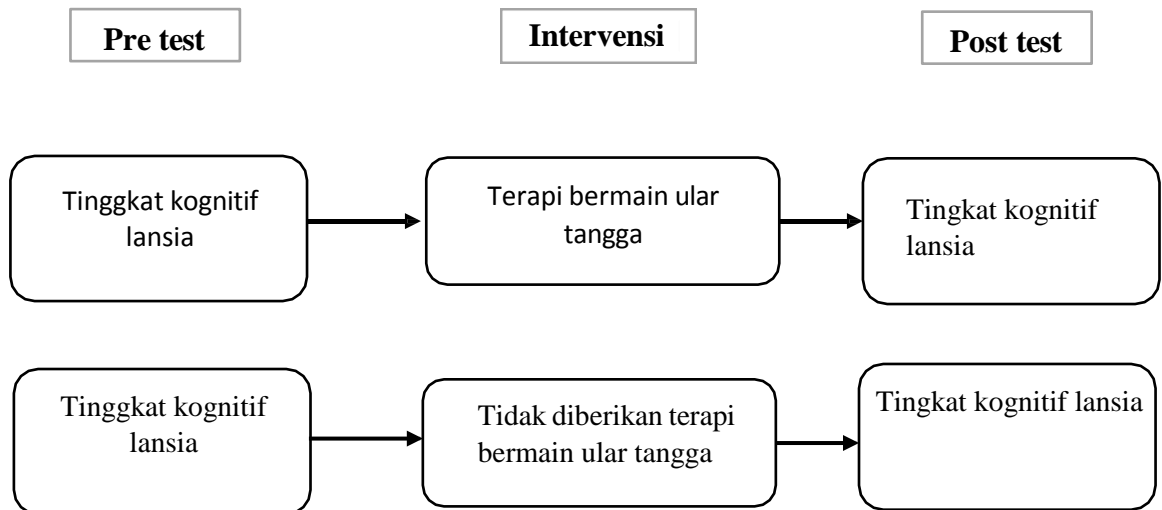 Pre test
Intervensi
Post test
Tinggkat kognitif
lansia
Terapi bermain ular
tangga
Tingkat kognitif
lansia
Tinggkat kognitif
lansia
Tidak diberikan terapi
bermain ular tangga
Tingkat kognitif lansia